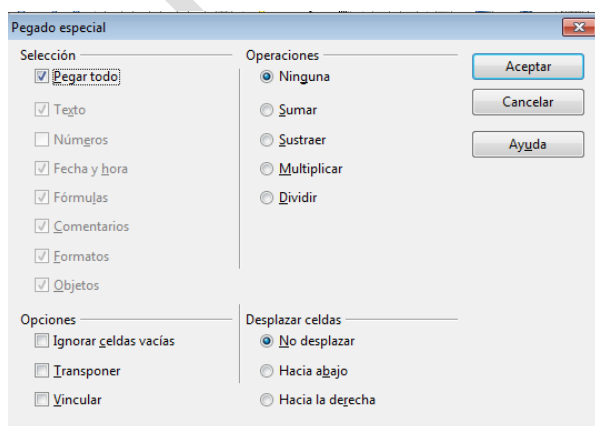 Pegado especial
Selección
Pegar todo
Texto
Números
Fecha y hora
Fórmulas
Comentarios
Formatos
Objetos
Operaciones
Ninguna
Sumar
Sustraer
Multiplicar
Dividir
Aceptar
Cancelar
Ayuda
Opciones
Ignorar celdas vacías
Transponer
Vincular
Desplazar celdas
No desplazar
Hacia abajo
Hacia la derecha